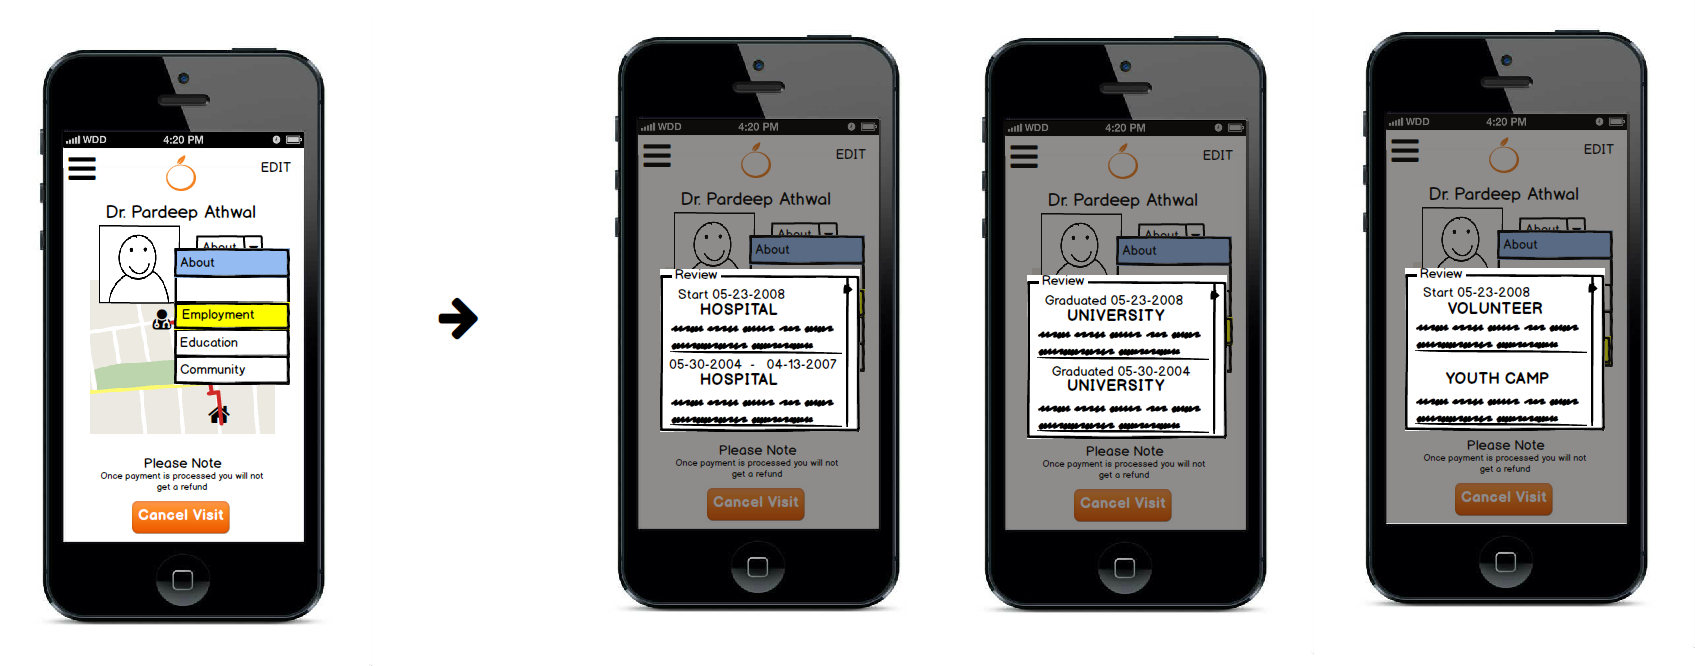 WDD 4:20 PM
EDIT
Dr. Pardeep Athwal
About
About
Employment
Education
Community
Please Note
Once payment is processed you will not
get a refund
Cancel Visit
WDD 4:20 PM
EDIT
Dr. Pardeep Athwal
About
About
Review
Start 05-23-2008
HOSPITAL
05-30-2004 - 04-13-2007
HOSPITAL
Please Note
Once payment is processed you will not
get a refund
Cancel Visit
WDD 4:20 PM
EDIT
Dr. Pardeep Athwal
About
About
Review
Graduated 05-23-2008
UNIVERSITY
Graduated 05-30-2004
UNIVERSITY
Please Note
Once payment is processed you will not
get a refund
Cancel Visit
WDD 4:20 PM
EDIT
Dr. Pardeep Athwal
About
About
Review
Start 05-23-2008
VOLUNTEER
YOUTH CAMP
Please Note
Once payment is processed you will not
get a refund
Cancel Visit